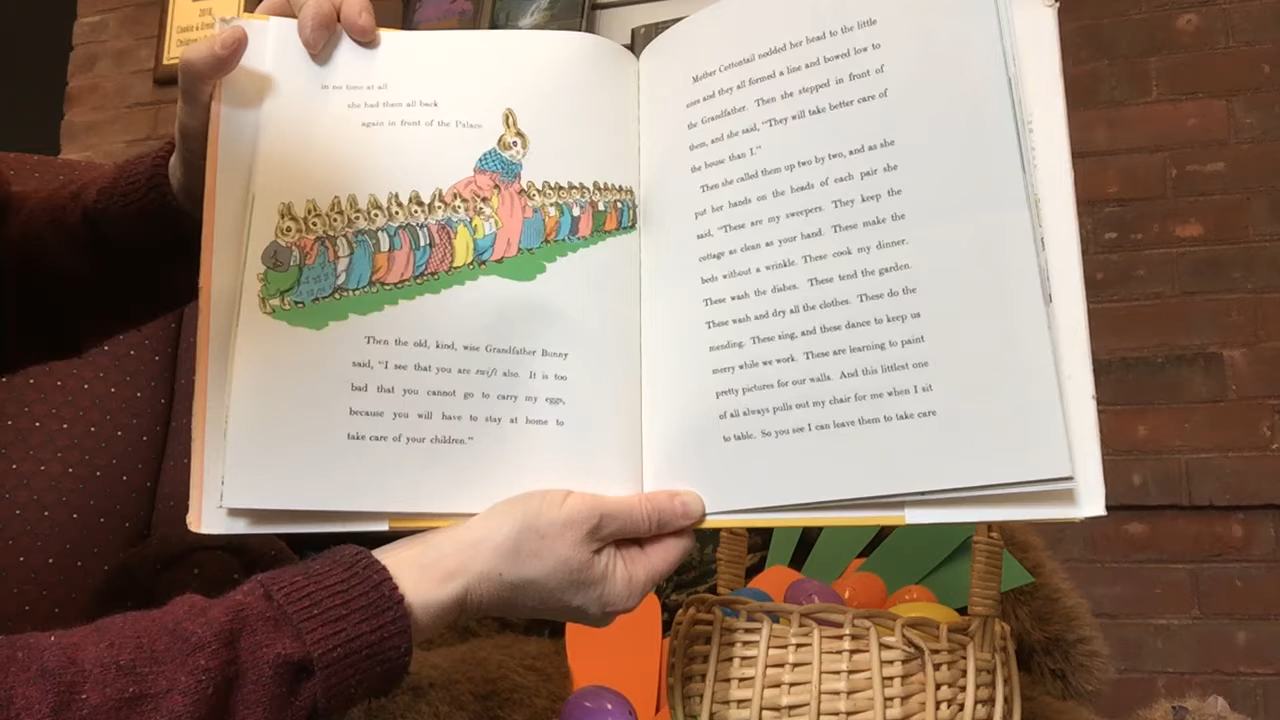 2018
Cookie & Ernie
Children's
in no time at all
she had them all back
again in front of the Palace.
Then the old, kind, wise Grandfather Bunny
said, "I see that you are swift also. It is too
bad that you cannot go to carry my eggs,
because you will have to stay at home to
take care of your children."
Mother Cottontail nodded her head to the little
ones and they all formed a line and bowed low to
the Grandfather. Then she stepped in front of
them, and she said, "They will take better care of
the house than I."
Then she called them up two by two, and as she
put her hands on the heads of each pair she
said, "These are my sweepers. They keep the
cottage as clean as your hand. These make the
beds without a wrinkle. These cook my dinner.
These wash the dishes. These tend the garden.
These wash and dry all the clothes. These do the
mending. These sing, and these dance to keep us
merry while we work. These are learning to paint
pretty pictures for our walls. And this littlest one
of all always pulls out my chair for me when I sit
to table. So you see I can leave them to take care